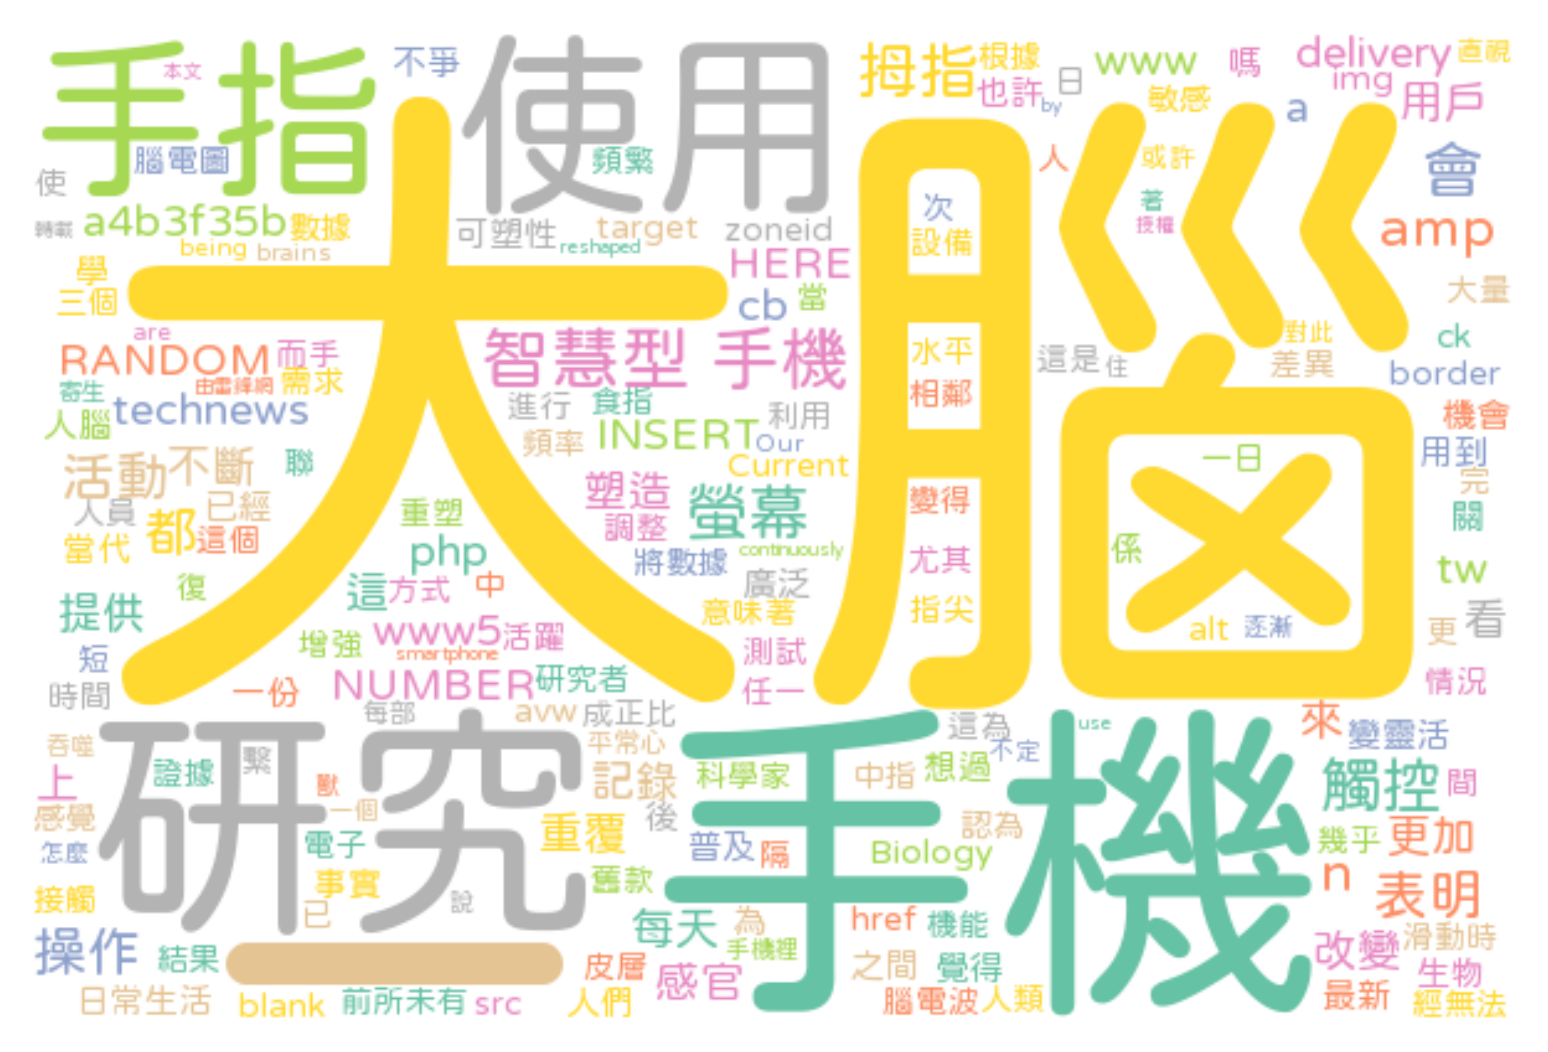 手指
本文
不爭
使用
拇指
根據
也許
by
日
www
嗎
delivery
直視
img
用戶
敏感
a
腦電圖
使
頻繁
人
或許
會
轉載
a4b3f35b
數據
being
brains
可塑性
reshaped
target
zoneid
次
設備
著
授權
amp
大腦
學
三個
HERE
cb
當
大量
are
RANDOM
而手
由雷鋒網
需求
寄生
智慧型 手機
水平
相鄰
這是
住
對此
差異
ck
border
人腦
technews
進行
食指
利用
頻率
INSERT
Our
Current
機會
用到
一日
活動
不斷
聯
已經
人員
塑造
調整
螢幕
變得
完
關
都
這個
當代
重塑
php
將數據
continuously
尤其
係
tw
復
這
方式
中
廣泛
意味著
指尖
alt
逐漸
更
看
提供
增強
www5
活躍
smartphone
測試
短
時間
一份
NUMBER
研究者
任一
情況
每部
avw
成正比
這為
不定
use
來
變靈活
吞噬
研究
平常心
手機
上
證據
繫
獸
一個
記錄
科學家
中指
想過
觸控
間
感覺
怎麼
電子
重覆
後
普及
隔
認為
Biology
幾乎
更加
事實
舊款
n
表明
接觸
已
說
每天
為
href
機能
手機裡
操作
結果
一
皮層
感官
之間
覺得
改變
滑動時
生物
日常生活
blank
前所未有
src
人們
腦電波
人類
最新
經無法